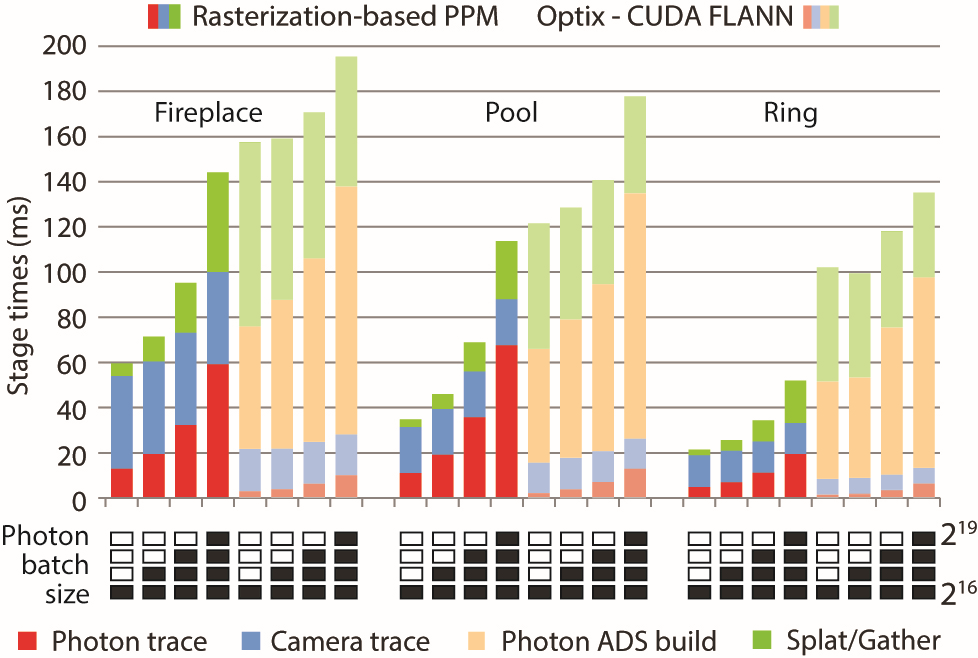 Rasterization-based PPM Optix - CUDA FLANN
200
180
160
140
120
100
80
60
40
20
0
Stage times (ms)
Fireplace Pool Ring
Photon 2^19
batch
size 2^16
Photon trace Camera trace Photon ADS build Splat/Gather